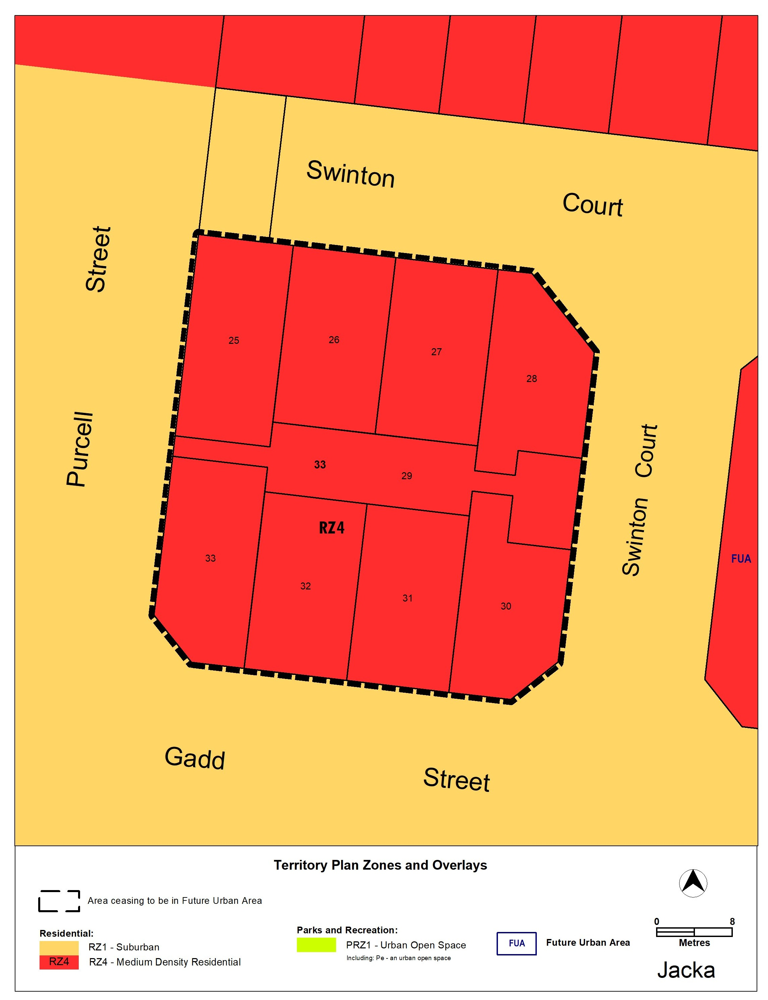 Swinton
Court
Street
25
26
27
28
Purcell
33
29
Swinton Court
RZ4
33
32
31
30
FUA
Gadd
Street
Territory Plan Zones and Overlays
Area ceasing to be in Future Urban Area
Residential:
RZ1 - Suburban
RZ4
RZ4 - Medium Density Residential
Parks and Recreation:
PRZ1 - Urban Open Space
Including: Pe - an urban open space
FUA
Future Urban Area
0 8
Metres
Jacka